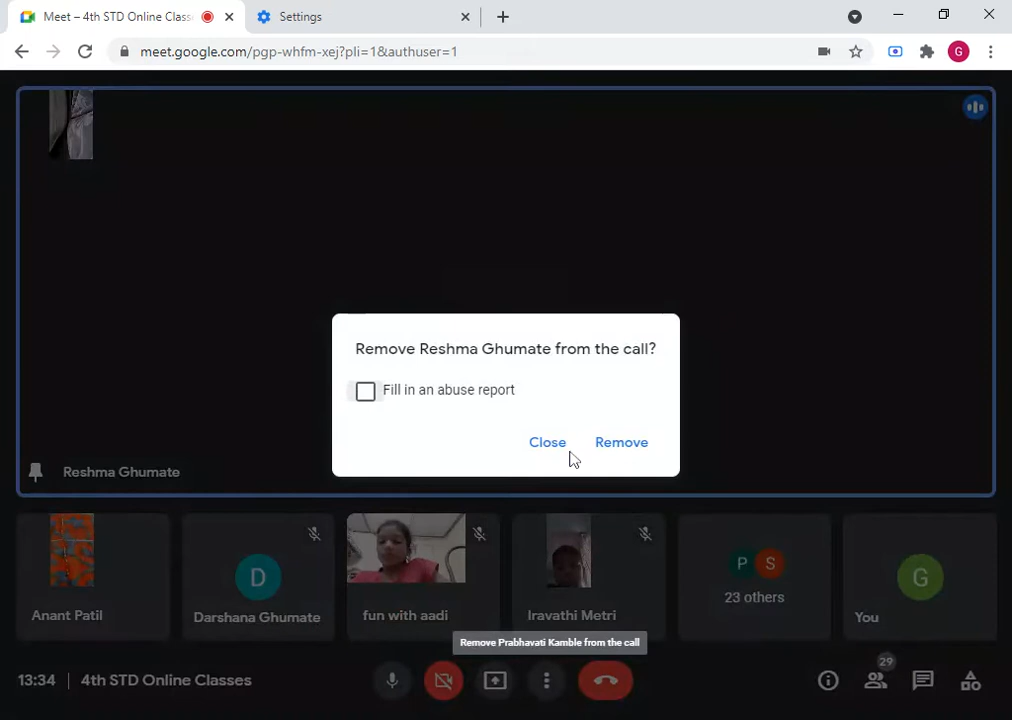 Meet – 4th STD Online Class
Settings
meet.google.com/pgp-whfm-xej?pli=1&authuser=1
G
Remove Reshma Ghumate from the call?
Fill in an abuse report
Close Remove
Reshma Ghumate
D
P S
G
Anant Patil
Darshana Ghumate
fun with aadi
Iravathi Metri
23 others
You
Remove Prabhavati Kamble from the call
13:34 | 4th STD Online Classes
29